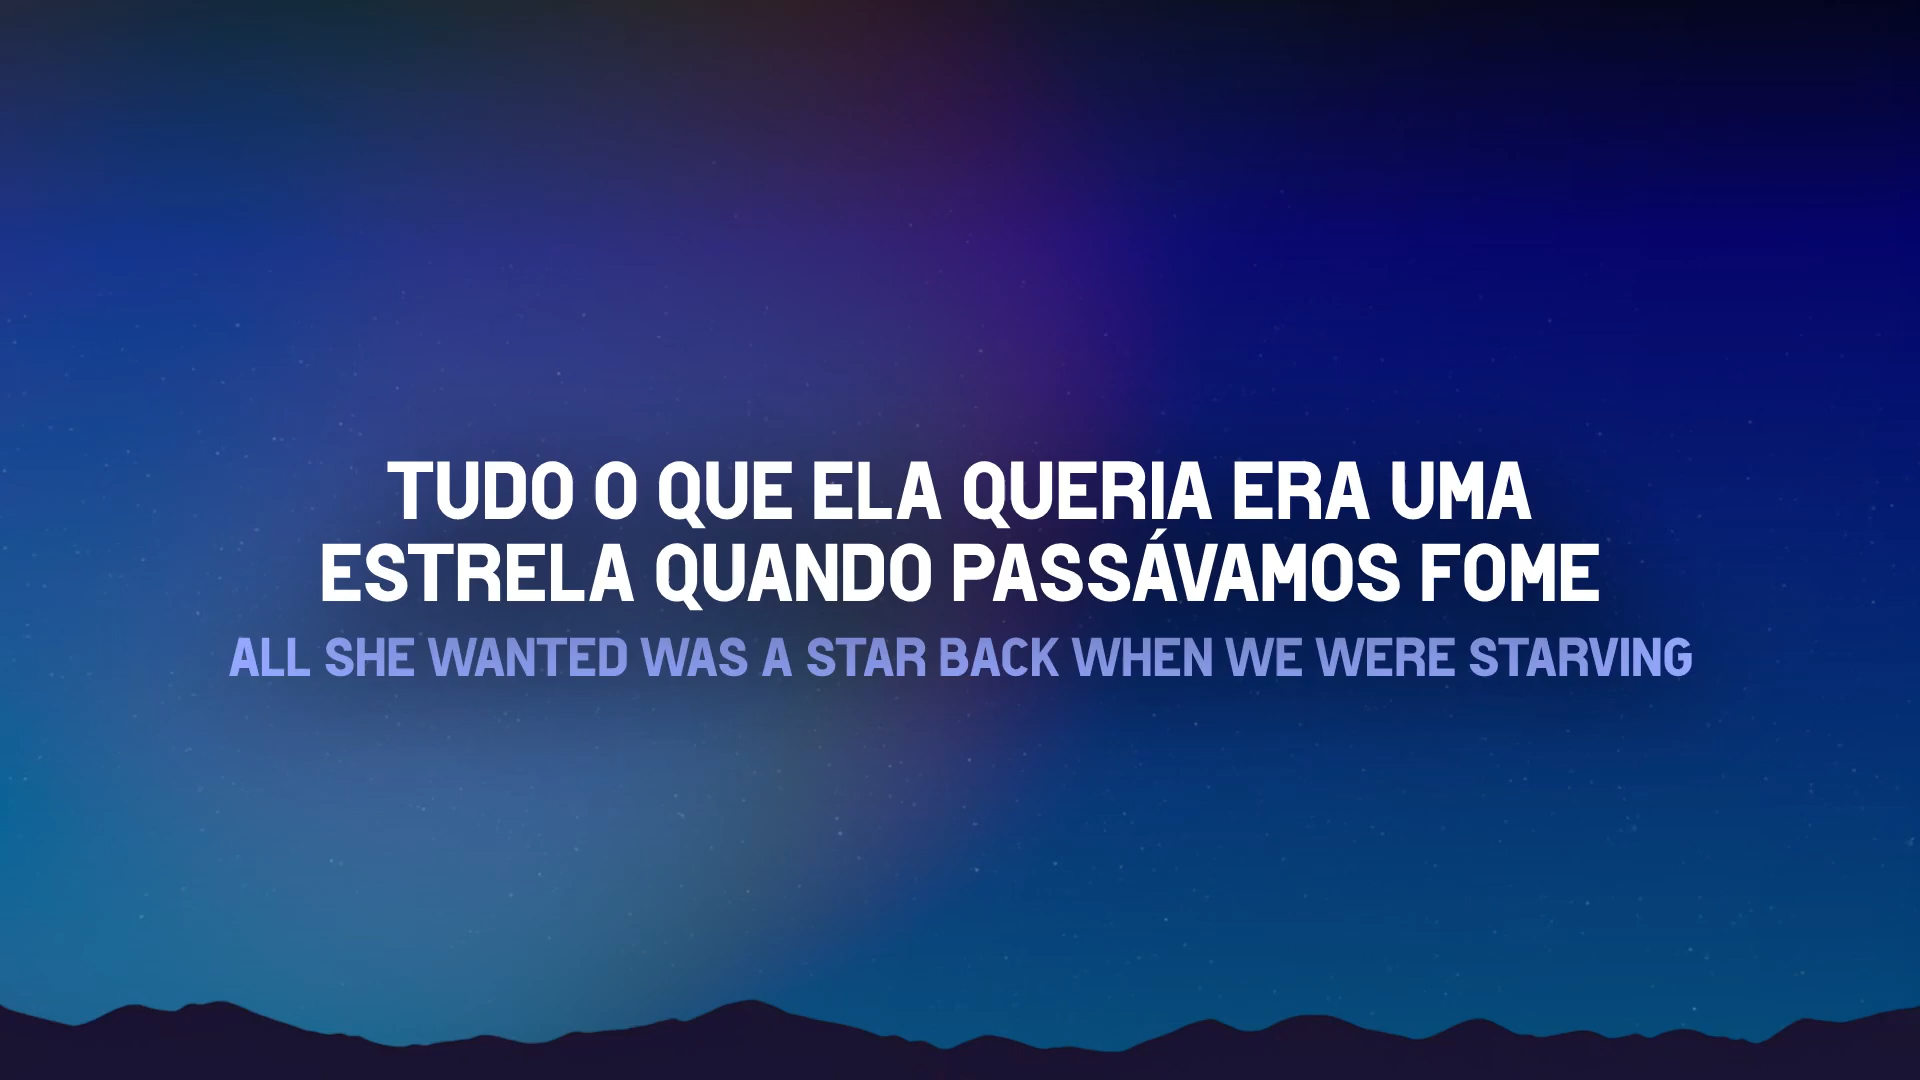 TUDO O QUE ELA QUERIA ERA UMA
ESTRELA QUANDO PASSÁVAMOS FOME
ALL SHE WANTED WAS A STAR BACK WHEN WE WERE STARVING